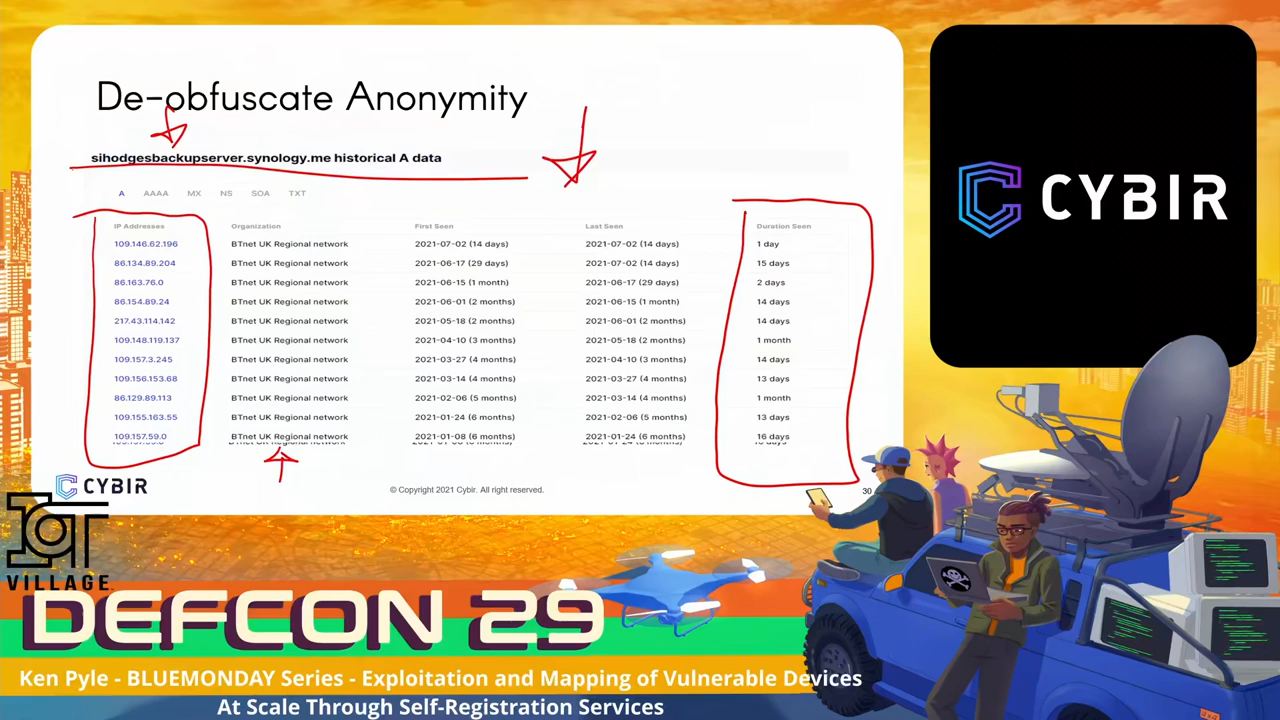 De-obfuscate Anonymity
sihodgesbackupserver.synology.me historical A data
A AAAA MX NS SOA TXT
IP Addresses Organization First Seen Last Seen Duration Seen
109.146.62.196 BTnet UK Regional network 2021-07-02 (14 days) 2021-07-02 (14 days) 1 day
86.134.89.204 BTnet UK Regional network 2021-06-17 (29 days) 2021-07-02 (14 days) 15 days
86.163.76.0 BTnet UK Regional network 2021-06-15 (1 month) 2021-06-17 (29 days) 2 days
86.154.89.24 BTnet UK Regional network 2021-06-01 (2 months) 2021-06-15 (1 month) 14 days
217.43.114.142 BTnet UK Regional network 2021-05-18 (2 months) 2021-06-01 (2 months) 14 days
109.148.119.137 BTnet UK Regional network 2021-04-10 (3 months) 2021-05-18 (2 months) 1 month
109.157.3.245 BTnet UK Regional network 2021-03-27 (4 months) 2021-04-10 (3 months) 14 days
109.156.153.68 BTnet UK Regional network 2021-03-14 (4 months) 2021-03-27 (4 months) 13 days
86.129.89.113 BTnet UK Regional network 2021-02-06 (5 months) 2021-03-14 (4 months) 1 month
109.155.163.55 BTnet UK Regional network 2021-01-24 (6 months) 2021-02-06 (5 months) 13 days
109.157.59.0 BTnet UK Regional network 2021-01-08 (6 months) 2021-01-24 (6 months) 16 days
CYBIR
© Copyright 2021 Cybir. All right reserved.
30
CYBIR
IoT
VILLAGE
DEFCON 29
Ken Pyle - BLUEMONDAY Series - Exploitation and Mapping of Vulnerable Devices
At Scale Through Self-Registration Services